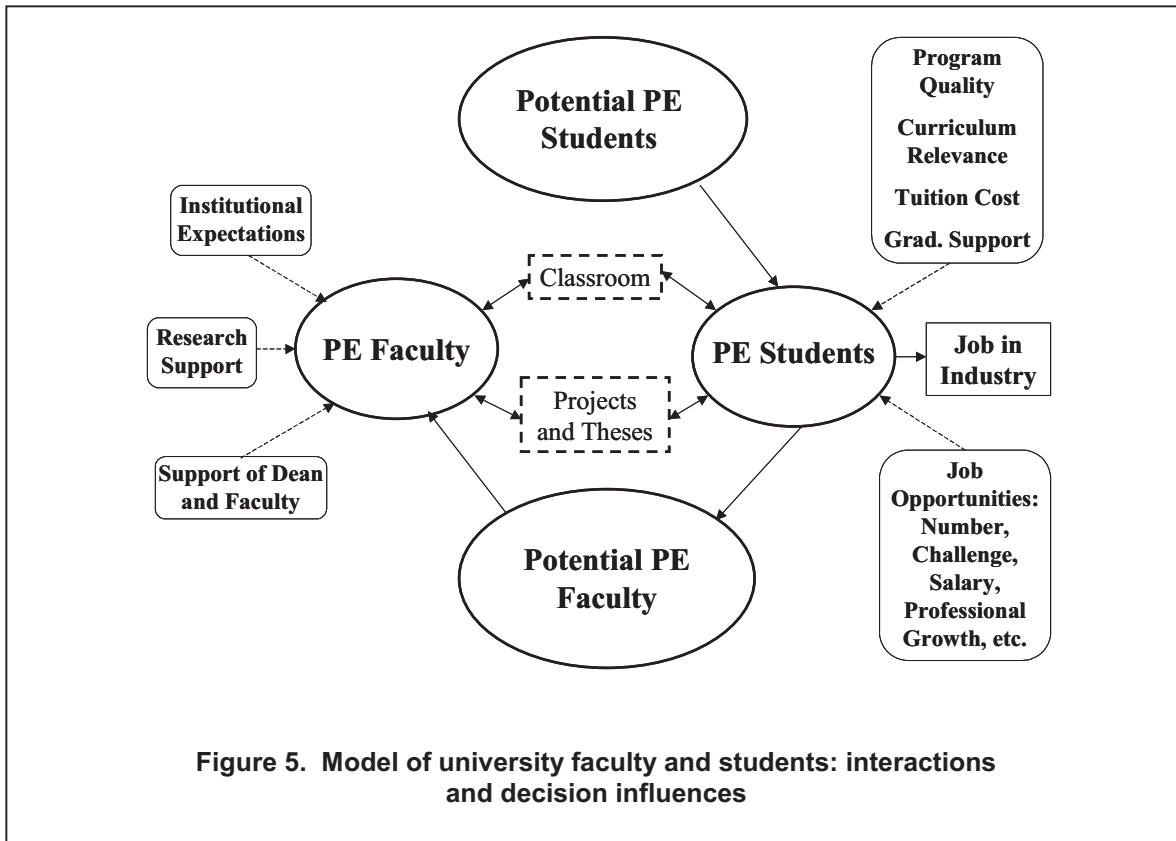 Potential PE
Students
Program
Quality
Curriculum
Relevance
Tuition Cost
Grad. Support
Institutional
Expectations
Classroom
Research
Support
PE Faculty
PE Students
Job in
Industry
Projects
and Theses
Support of Dean
and Faculty
Potential PE
Faculty
Job
Opportunities:
Number,
Challenge,
Salary,
Professional
Growth, etc.
Figure 5. Model of university faculty and students: interactions
and decision influences